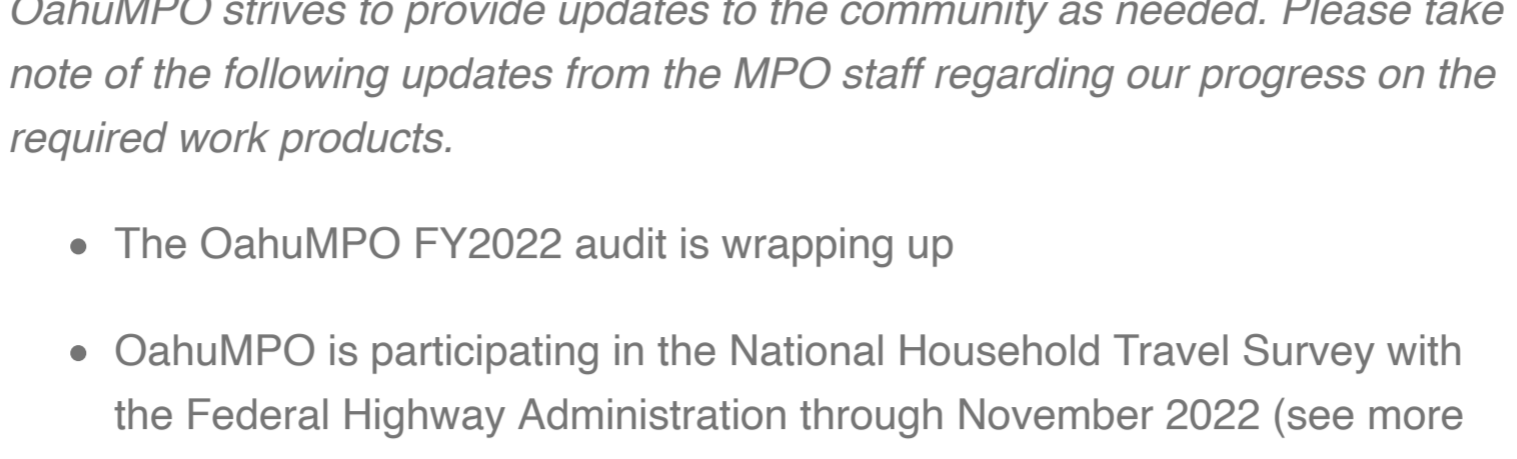 OahuMPO strives to provide updates to the community as needed. Please take
note of the following updates from the MPO staff regarding our progress on the
required work products.
• The OahuMPO FY2022 audit is wrapping up
• OahuMPO is participating in the National Household Travel Survey with
the Federal Highway Administration through November 2022 (see more